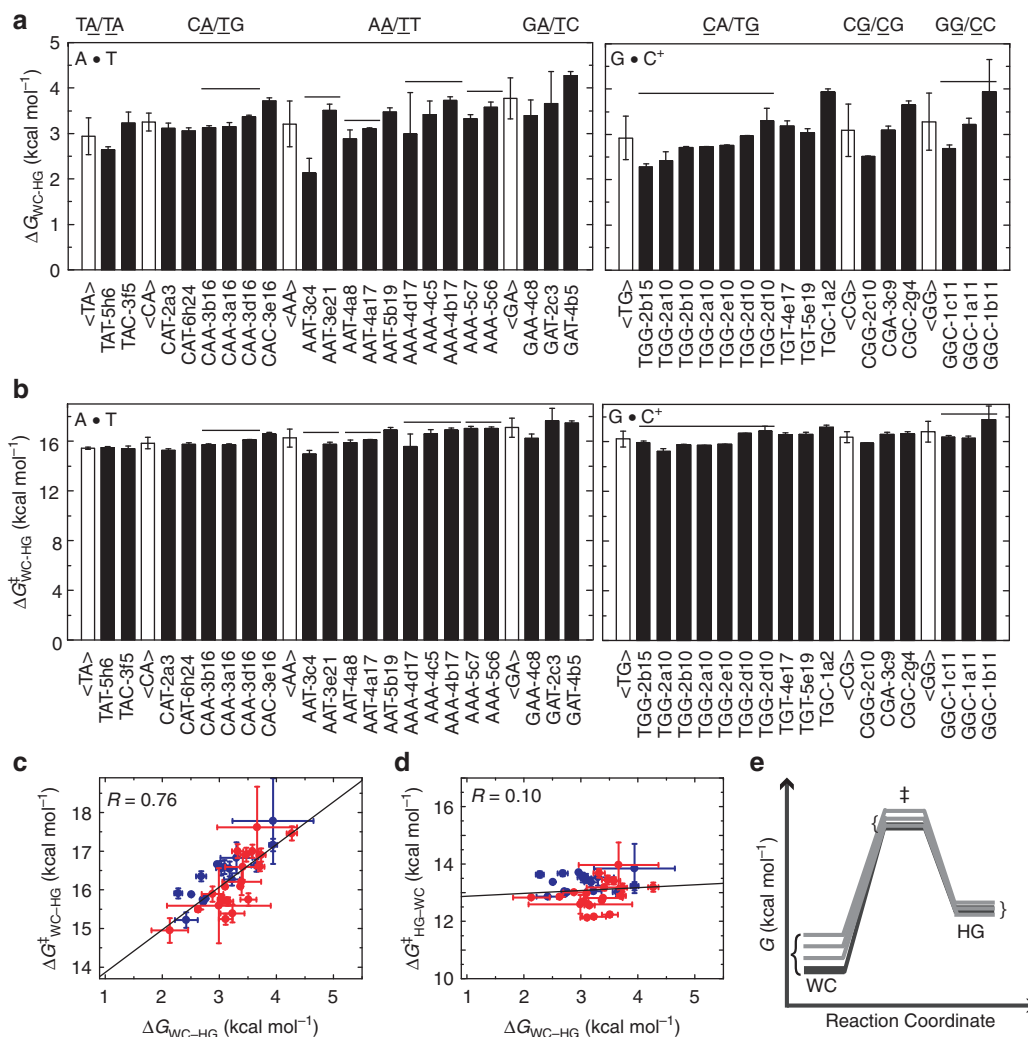 TA/TA CA/TG AA/TT GA/TC CA/TG CG/CG GG/CC
a
A • T
G • C⁺
ΔG WC-HG (kcal mol⁻¹)
5
4
3
2
1
0
<TA> TAT-5h6 TAC-3f5 <CA> CAT-2a3 CAT-6h24 CAA-3b16 CAA-3a16 CAA-3d16 CAC-3e16 <AA> AAT-3c4 AAT-3e21 AAT-4a8 AAT-4a17 AAT-5b19 AAA-4d17 AAA-4c5 AAA-4b17 AAA-5c7 AAA-5c6 <GA> GAA-4c8 GAT-2c3 GAT-4b5
<TG> TGG-2b15 TGG-2a10 TGG-2b10 TGG-2a10 TGG-2e10 TGG-2d10 TGG-2d10 TGT-4e17 TGT-5e19 TGC-1a2 <CG> CGG-2c10 CGA-3c9 CGC-2g4 <GG> GGC-1c11 GGC-1a11 GGC-1b11
b
A • T
G • C⁺
ΔG‡WC-HG (kcal mol⁻¹)
20
16
12
8
4
0
<TA> TAT-5h6 TAC-3f5 <CA> CAT-2a3 CAT-6h24 CAA-3b16 CAA-3a16 CAA-3d16 CAC-3e16 <AA> AAT-3c4 AAT-3e21 AAT-4a8 AAT-4a17 AAT-5b19 AAA-4d17 AAA-4c5 AAA-4b17 AAA-5c7 AAA-5c6 <GA> GAA-4c8 GAT-2c3 GAT-4b5
<TG> TGG-2b15 TGG-2a10 TGG-2b10 TGG-2a10 TGG-2e10 TGG-2d10 TGG-2d10 TGT-4e17 TGT-5e19 TGC-1a2 <CG> CGG-2c10 CGA-3c9 CGC-2g4 <GG> GGC-1c11 GGC-1a11 GGC-1b11
c
R = 0.76
ΔG‡WC–HG (kcal mol⁻¹)
18
17
16
15
14
1 2 3 4 5
ΔG WC–HG (kcal mol⁻¹)
d
R = 0.10
ΔG‡HG–WC (kcal mol⁻¹)
16
14
12
10
1 2 3 4 5
ΔG WC–HG (kcal mol⁻¹)
e
‡
G (kcal mol⁻¹)
{
}
HG
{
WC
Reaction Coordinate